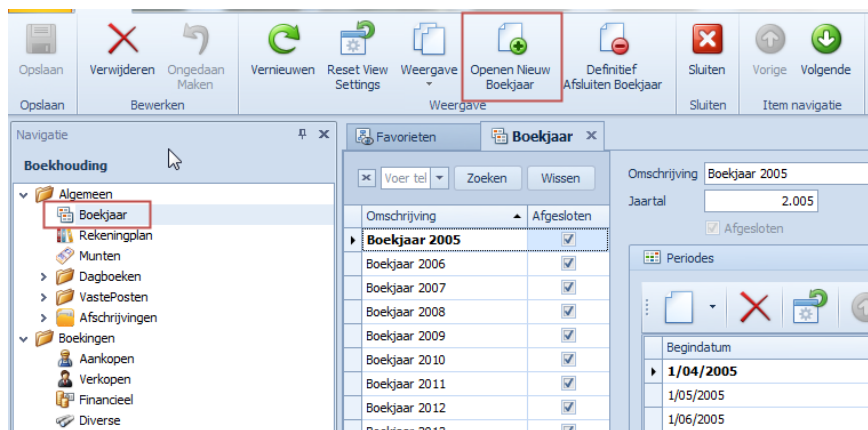 Opslaan
Verwijderen
Ongedaan
Maken
Vernieuwen
Reset View
Settings
Weergave
Openen Nieuw
Boekjaar
Definitief
Afsluiten Boekjaar
Sluiten
Vorige
Volgende
Opslaan
Bewerken
Weergave
Sluiten
Item navigatie
Navigatie
Boekhouding
Algemeen
Boekjaar
Rekeningplan
Munten
Dagboeken
VastePosten
Afschrijvingen
Boekingen
Aankopen
Verkopen
Financieel
Diverse
Favorieten
Boekjaar
Voer tel
Zoeken
Wissen
Omschrijving
Afgesloten
Boekjaar 2005
Boekjaar 2006
Boekjaar 2007
Boekjaar 2008
Boekjaar 2009
Boekjaar 2010
Boekjaar 2011
Boekjaar 2012
Omschrijving Boekjaar 2005
Jaartal 2.005
Afgesloten
Periodes
Begindatum
1/04/2005
1/05/2005
1/06/2005